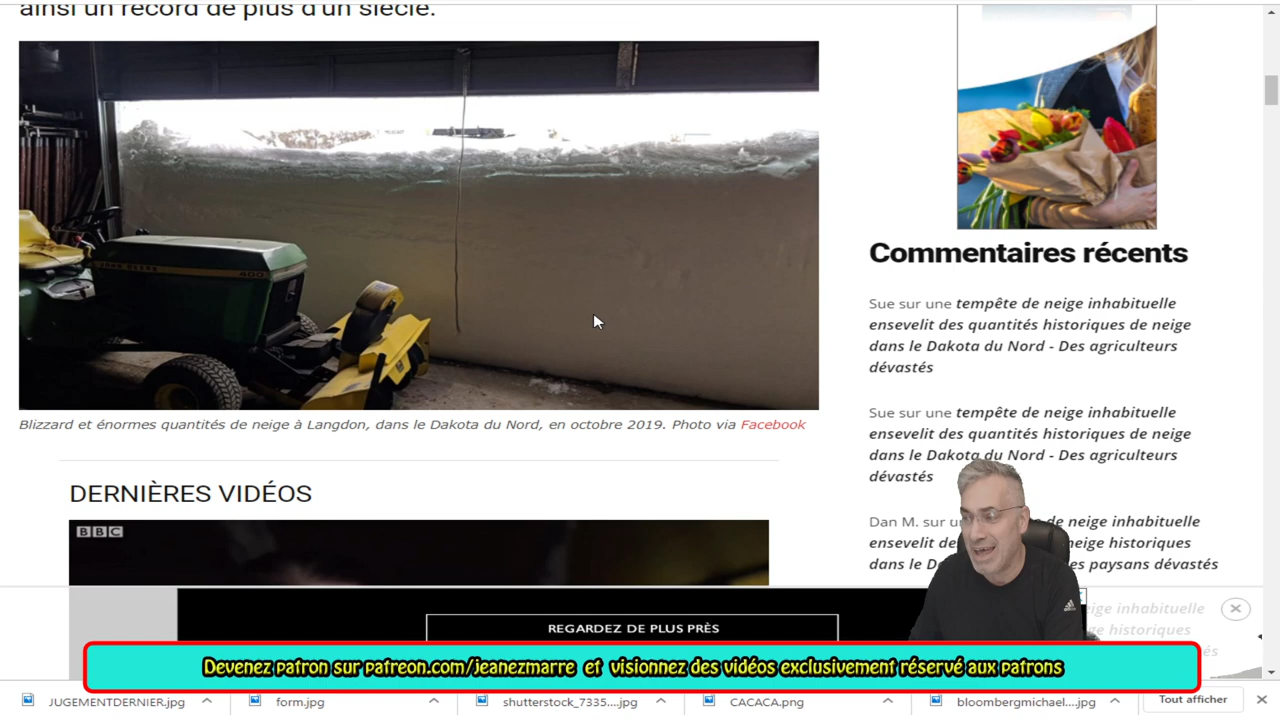 ainsi un record de plus d'un siècle.
400
Blizzard et énormes quantités de neige à Langdon, dans le Dakota du Nord, en octobre 2019. Photo via Facebook
DERNIÈRES VIDÉOS
BBC
REGARDEZ DE PLUS PRÈS
Commentaires récents
Sue sur une tempête de neige inhabituelle
ensevelit des quantités historiques de neige
dans le Dakota du Nord - Des agriculteurs
dévastés
Sue sur une tempête de neige inhabituelle
ensevelit des quantités historiques de neige
dans le Dakota du Nord - Des agriculteurs
dévastés
Dan M. sur de neige inhabituelle
ensevelit neige historiques
dans le paysans dévastés
neige inhabituelle
historiques
Devenez patron sur patreon.com/jeanezmarre et visionnez des vidéos exclusivement réservé aux patrons
JUGEMENTDERNIER.jpg
form.jpg
shutterstock_7335....jpg
CACACA.png
bloombergmichael....jpg
Tout afficher